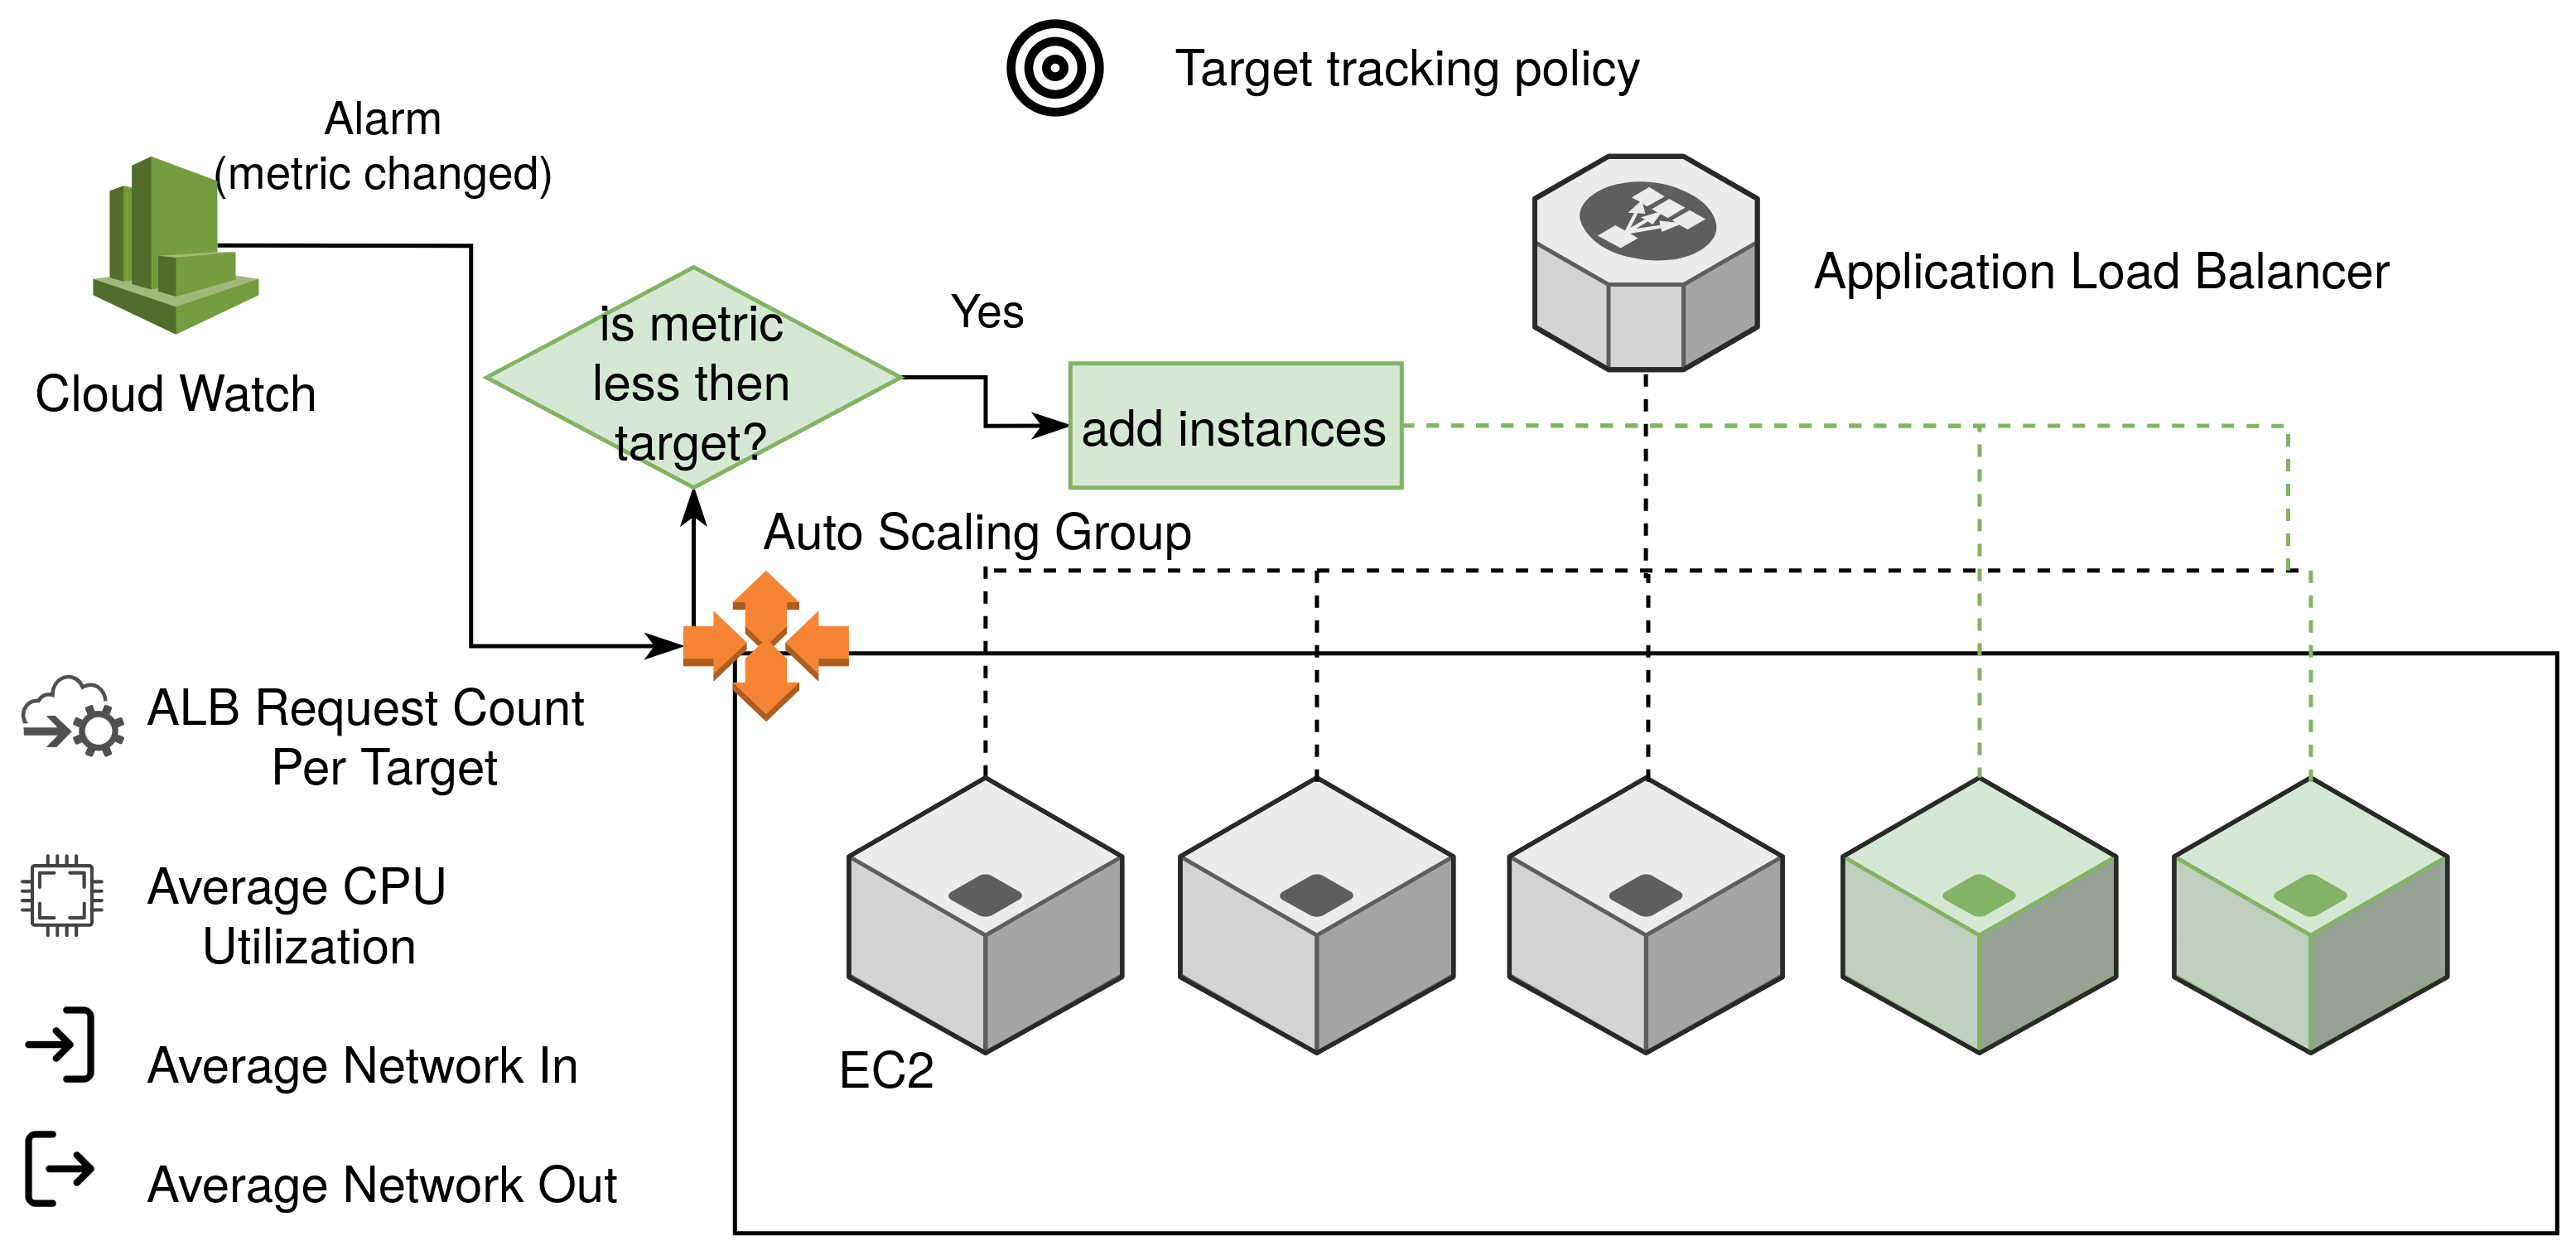 Target tracking policy
Alarm
(metric changed)
Cloud Watch
is metric
less then
target?
Yes
add instances
Application Load Balancer
Auto Scaling Group
ALB Request Count
Per Target
Average CPU
Utilization
Average Network In
Average Network Out
EC2